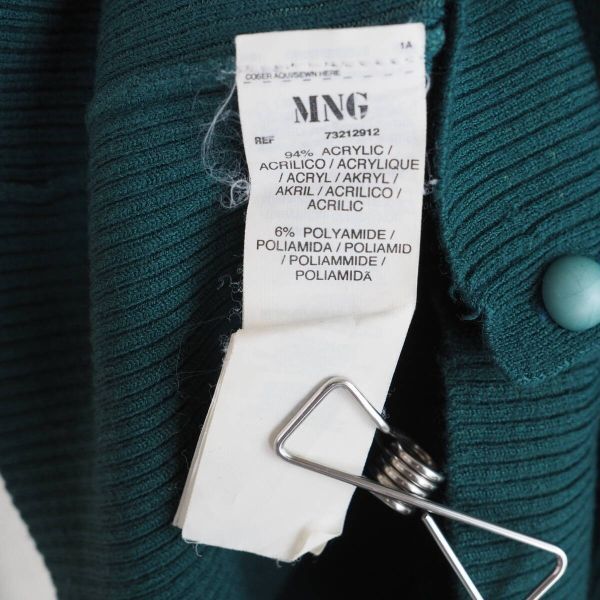 1A
COSER AQUI/SEWN HERE
MNG
REF 73212912
94% ACRYLIC /
ACRILICO / ACRYLIQUE
/ ACRYL / AKRYL /
AKRIL / ACRILICO /
ACRILIC
6% POLYAMIDE /
POLIAMIDA / POLIAMID
/ POLIAMMIDE /
POLIAMIDĂ